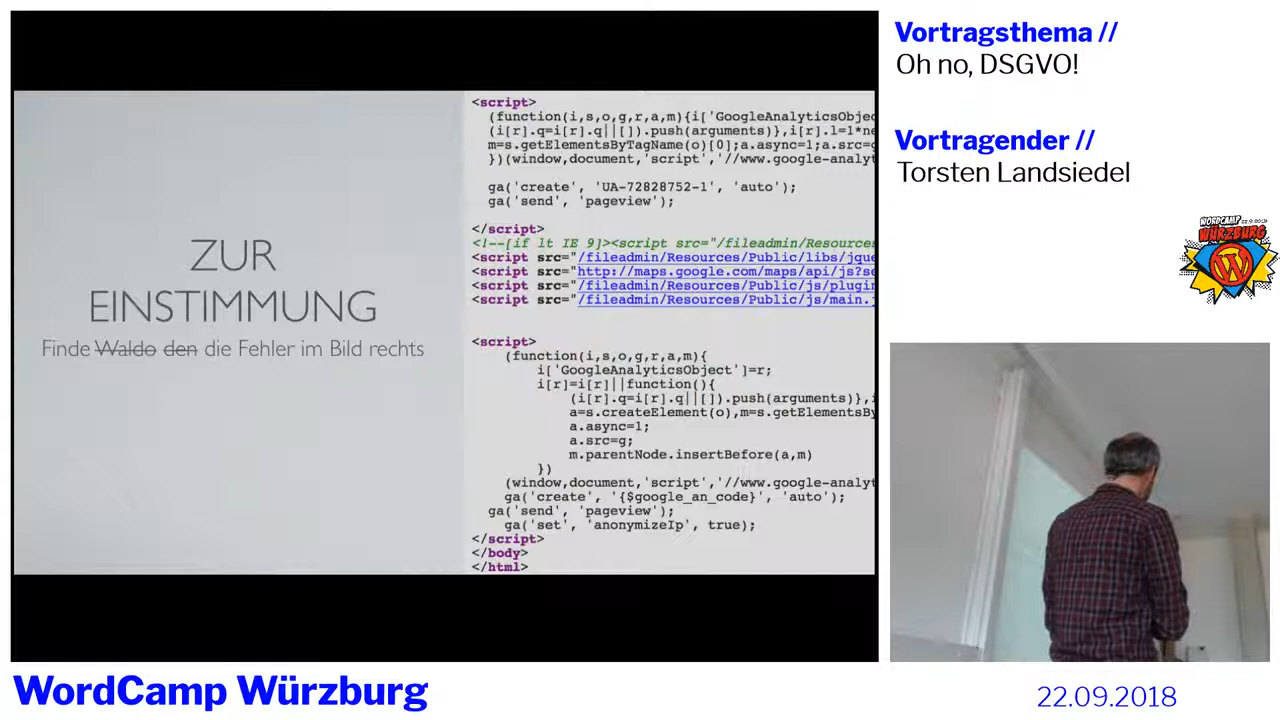 ZUR
EINSTIMMUNG
Finde Waldo den die Fehler im Bild rechts
<script>
(function(i,s,o,g,r,a,m){i['GoogleAnalyticsObjec
(i[r].q=i[r].q||[]).push(arguments)},i[r].l=1*ne
m=s.getElementsByTagName(o)[0];a.async=1;a.src=g
})(window,document,'script','//www.google-analyt
ga('create', 'UA-72828752-1', 'auto');
ga('send', 'pageview');
</script>
<!--[if lt IE 9]><script src="/fileadmin/Resources
<script src="/fileadmin/Resources/Public/libs/jque
<script src="http://maps.google.com/maps/api/js?se
<script src="/fileadmin/Resources/Public/js/plugin
<script src="/fileadmin/Resources/Public/js/main.j
<script>
(function(i,s,o,g,r,a,m){
i['GoogleAnalyticsObject']=r;
i[r]=i[r]||function(){
(i[r].q=i[r].q||[]).push(arguments)},i
a=s.createElement(o),m=s.getElementsBy
a.async=1;
a.src=g;
m.parentNode.insertBefore(a,m)
})
(window,document,'script','//www.google-analyt
ga('create', '{$google_an_code}', 'auto');
ga('send', 'pageview');
ga('set', 'anonymizeIp', true);
</script>
</body>
</html>
Vortragsthema //
Oh no, DSGVO!
Vortragender //
Torsten Landsiedel
WORDCAMP 22.9.2018
WÜRZBURG
WordCamp Würzburg
22.09.2018